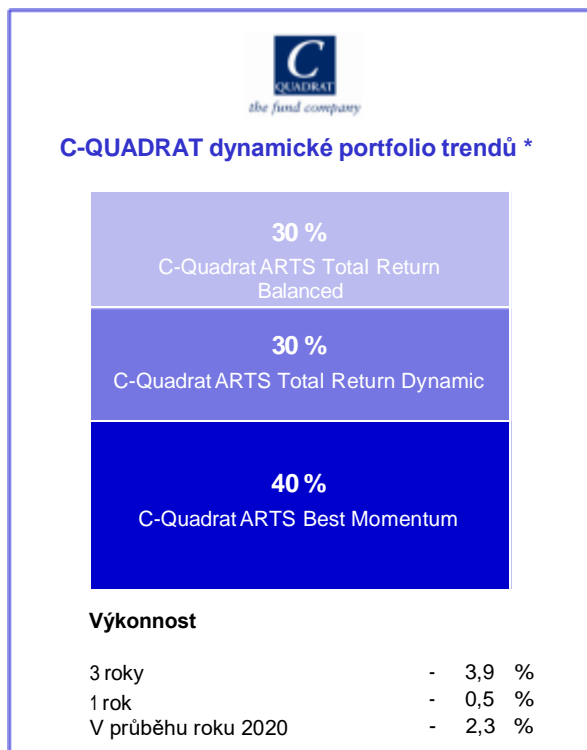 C
QUADRAT
the fund company
C-QUADRAT dynamické portfolio trendů *
30 %
C-Quadrat ARTS Total Return
Balanced
30 %
C-Quadrat ARTS Total Return Dynamic
40 %
C-Quadrat ARTS Best Momentum
Výkonnost
3 roky - 3,9 %
1 rok - 0,5 %
V průběhu roku 2020 - 2,3 %